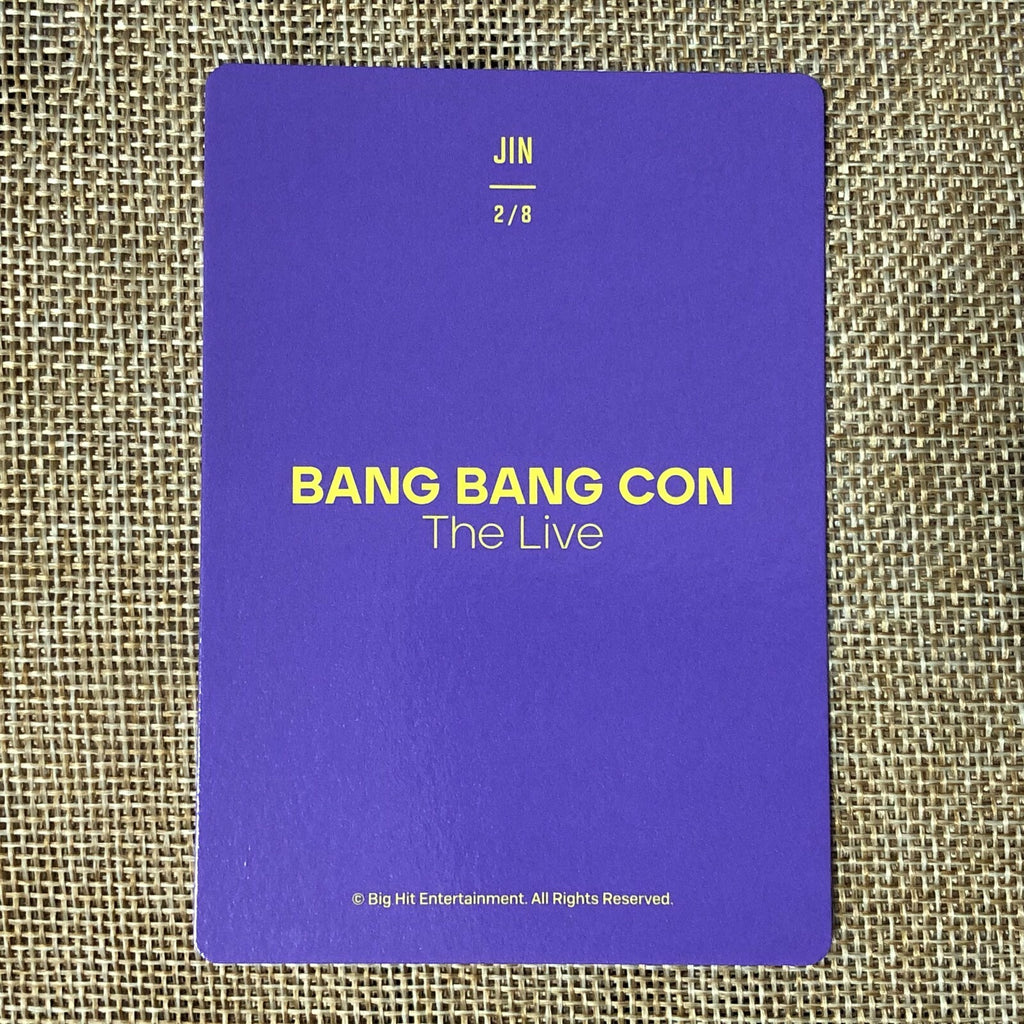 JIN
2/8
BANG BANG CON
The Live
© Big Hit Entertainment. All Rights Reserved.